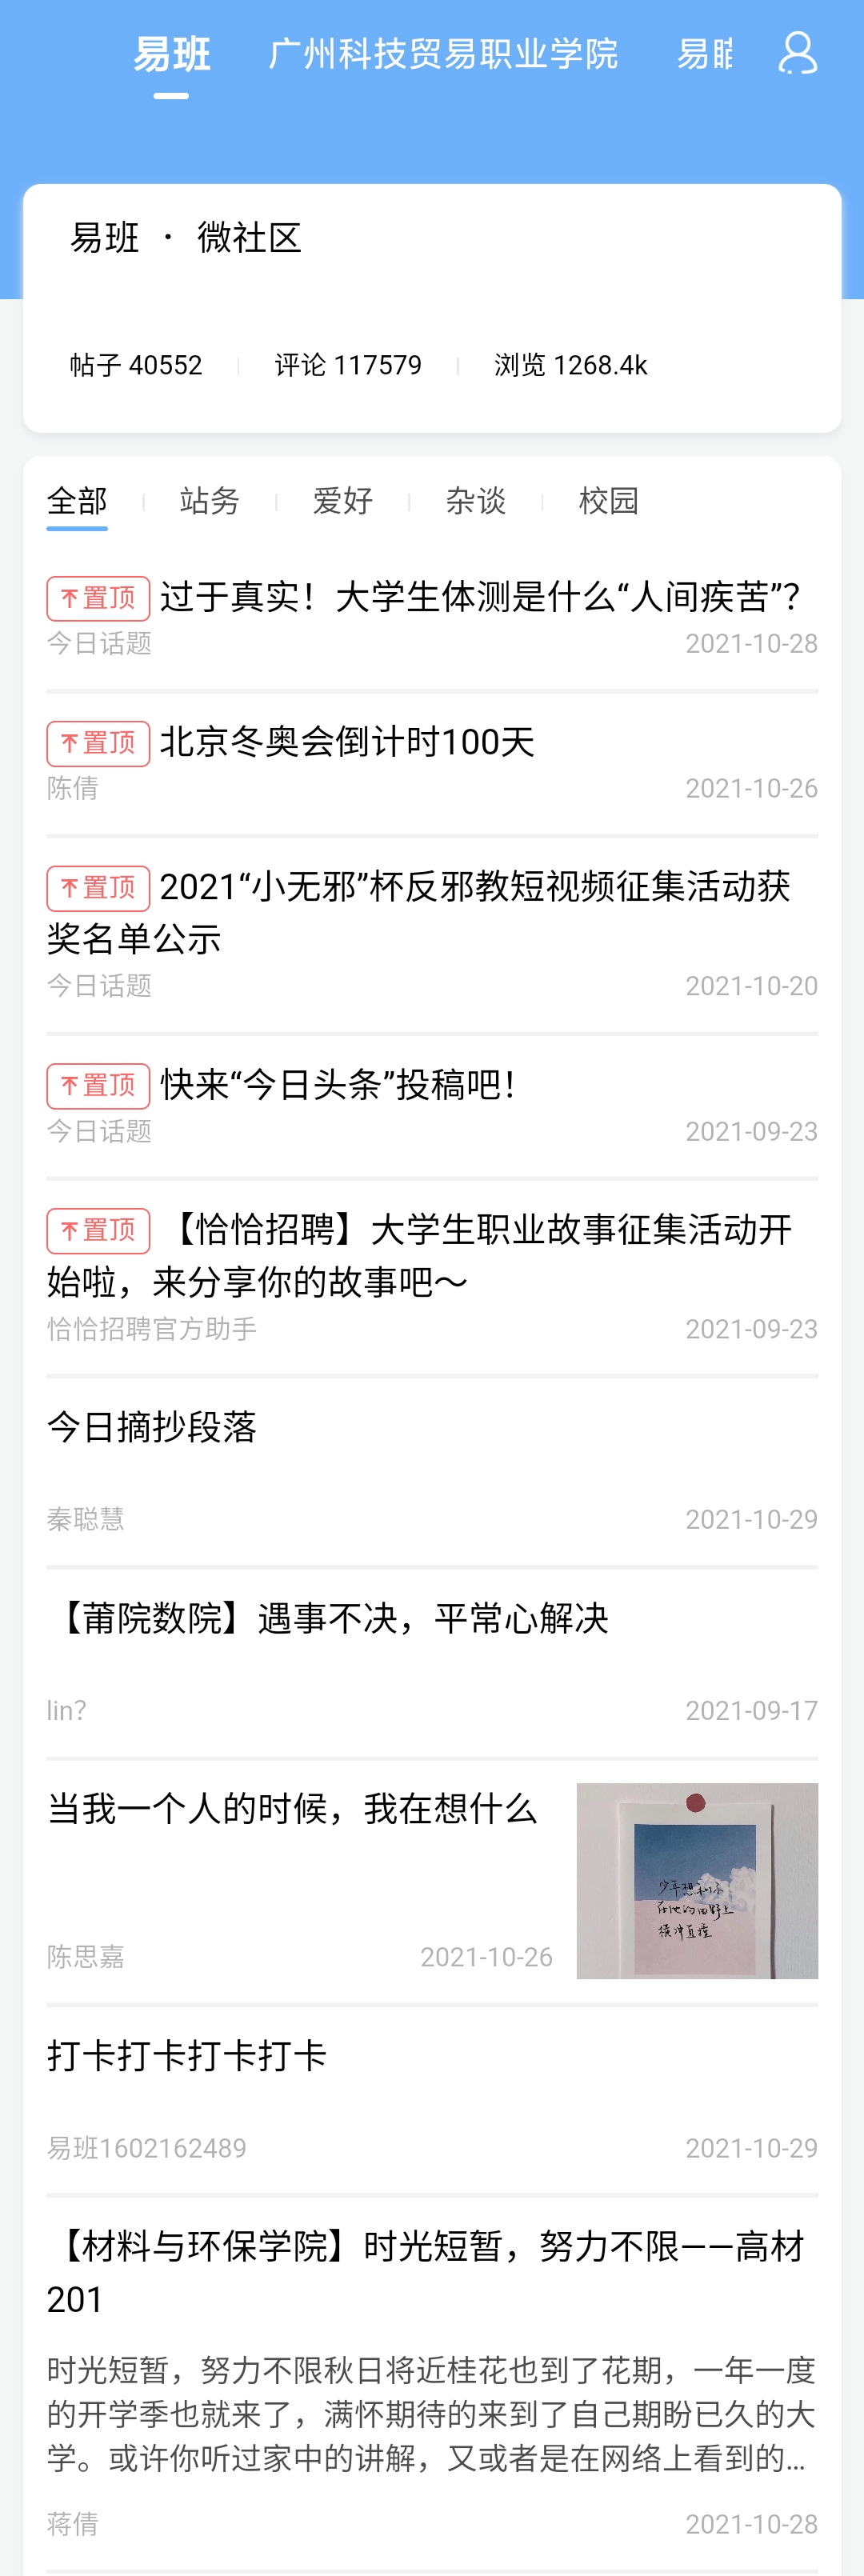 易班 广州科技贸易职业学院 易
易班 · 微社区
帖子 40552 评论 117579 浏览 1268.4k
全部 站务 爱好 杂谈 校园
置顶 过于真实！大学生体测是什么“人间疾苦”？
今日话题 2021-10-28
置顶 北京冬奥会倒计时100天
陈倩 2021-10-26
置顶 2021“小无邪”杯反邪教短视频征集活动获
奖名单公示
今日话题 2021-10-20
置顶 快来“今日头条”投稿吧！
今日话题 2021-09-23
置顶 【恰恰招聘】大学生职业故事征集活动开
始啦，来分享你的故事吧～
恰恰招聘官方助手 2021-09-23
今日摘抄段落
秦聪慧 2021-10-29
【莆院数院】遇事不决，平常心解决
lin？ 2021-09-17
当我一个人的时候，我在想什么
少年想和你
在他的田野上
横冲直撞
陈思嘉 2021-10-26
打卡打卡打卡打卡
易班1602162489 2021-10-29
【材料与环保学院】时光短暂，努力不限——高材
201
时光短暂，努力不限秋日将近桂花也到了花期，一年一度
的开学季也就来了，满怀期待的来到了自己期盼已久的大
学。或许你听过家中的讲解，又或者是在网络上看到的...
蒋倩 2021-10-28